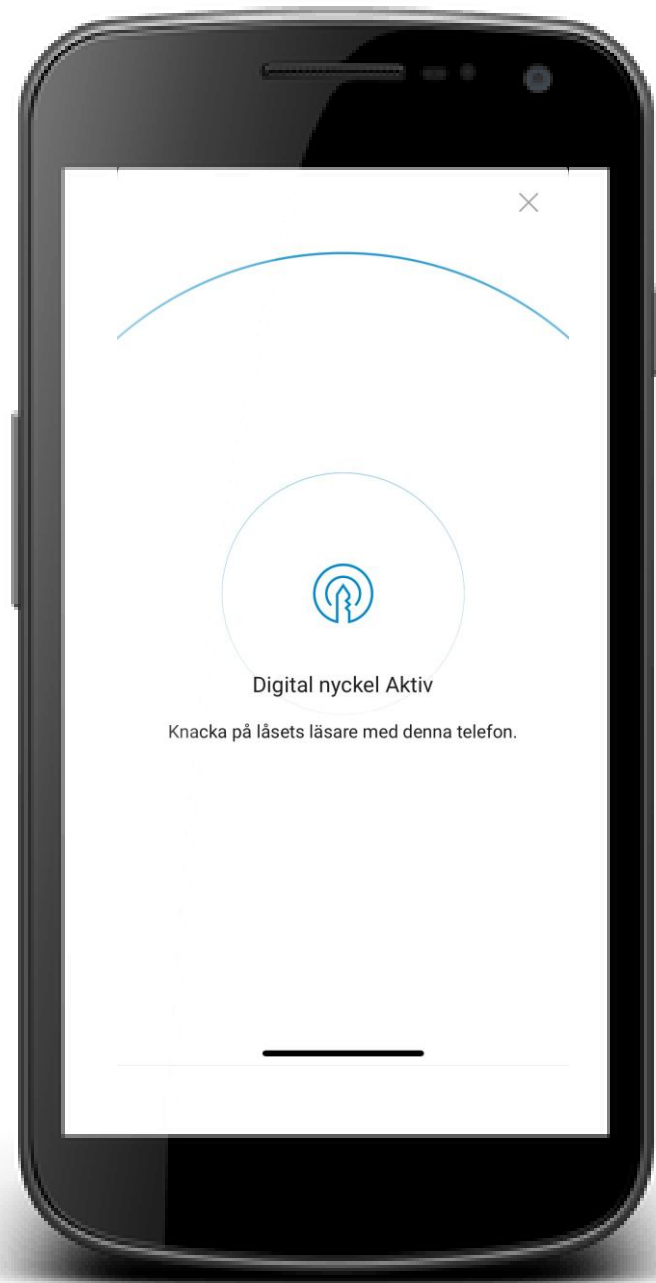 Digital nyckel Aktiv
Knacka på låsets läsare med denna telefon.